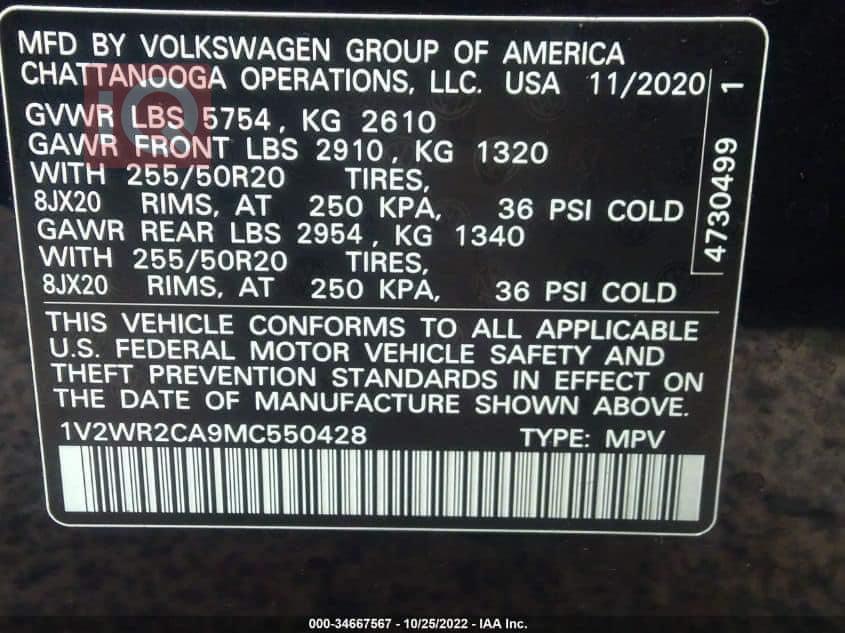 MFD BY VOLKSWAGEN GROUP OF AMERICA
CHATTANOOGA OPERATIONS, LLC. USA 11/2020
GVWR LBS 5754, KG 2610
GAWR FRONT LBS 2910, KG 1320
WITH 255/50R20 TIRES,
8JX20 RIMS, AT 250 KPA, 36 PSI COLD
GAWR REAR LBS 2954, KG 1340
WITH 255/50R20 TIRES,
8JX20 RIMS, AT 250 KPA, 36 PSI COLD
4730499 1
THIS VEHICLE CONFORMS TO ALL APPLICABLE
U.S. FEDERAL MOTOR VEHICLE SAFETY AND
THEFT PREVENTION STANDARDS IN EFFECT ON
THE DATE OF MANUFACTURE SHOWN ABOVE.
1V2WR2CA9MC550428 TYPE: MPV
000-34667567 - 10/25/2022 - IAA Inc.